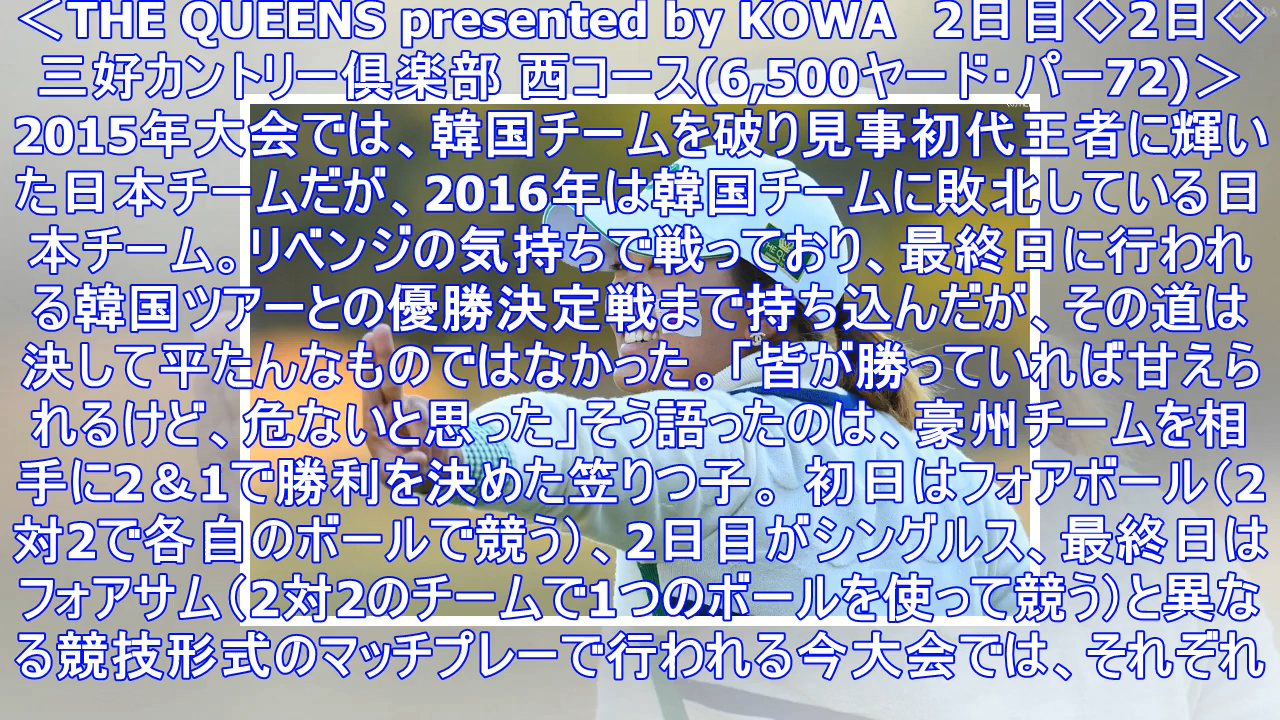 ＜THE QUEENS presented by KOWA 2日目◇2日◇
三好カントリー倶楽部 西コース(6,500ヤード・パー72)＞
2015年大会では、韓国チームを破り見事初代王者に輝い
た日本チームだが、2016年は韓国チームに敗北している日
本チーム。リベンジの気持ちで戦っており、最終日に行われ
る韓国ツアーとの優勝決定戦まで持ち込んだが、その道は
決して平たんなものではなかった。「皆が勝っていれば甘えら
れるけど、危ないと思った」そう語ったのは、豪州チームを相
手に2＆1で勝利を決めた笠りつ子。初日はフォアボール（2
対2で各自のボールで競う）、2日目がシングルス、最終日は
フォアサム（2対2のチームで1つのボールを使って競う）と異な
る競技形式のマッチプレーで行われる今大会では、それぞれ